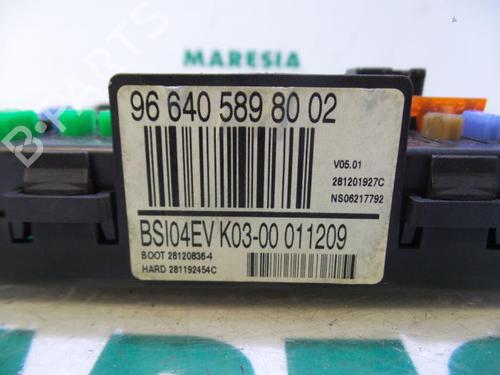 MARESIA
B-PARTS
96 640 589 80 02
V05.01
281201927C
NS06217792
BSI04EV K03-00 011209
BOOT 28120836-4
HARD 281192454C